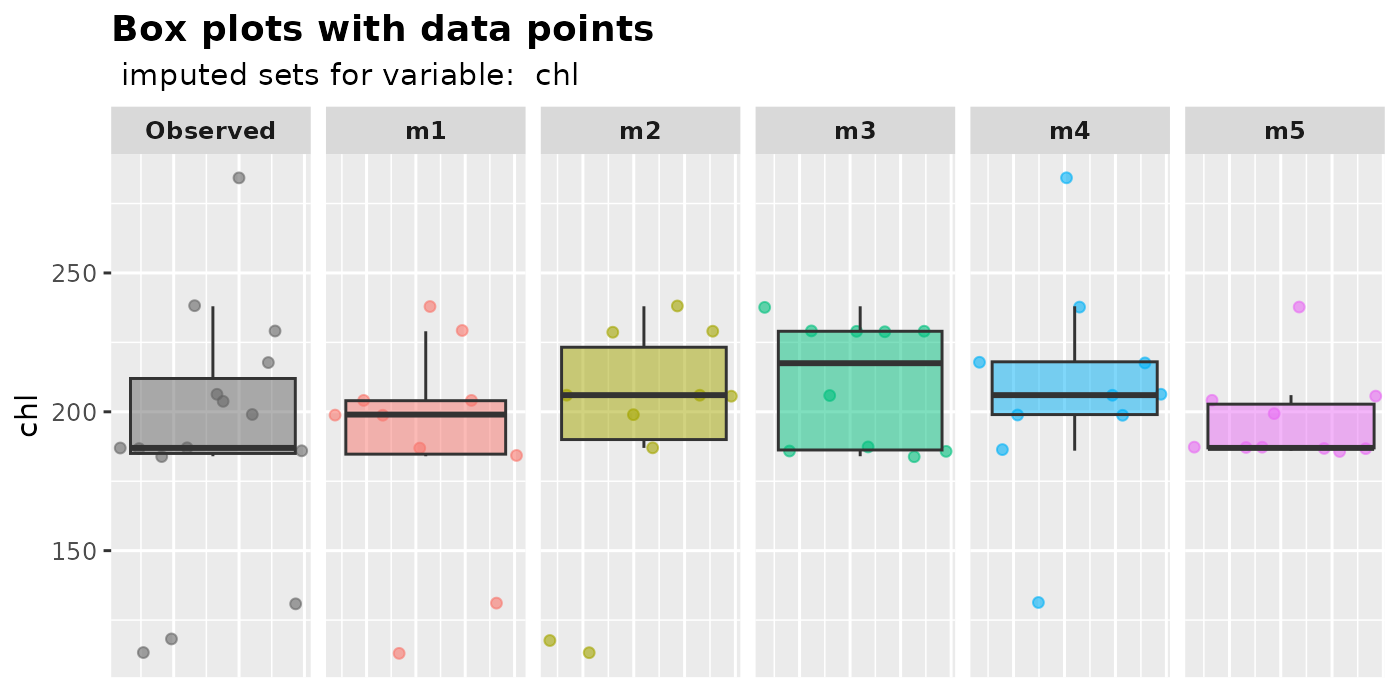 Box plots with data points
imputed sets for variable:  chl
Observed m1 m2 m3 m4 m5
250
200
150
chl